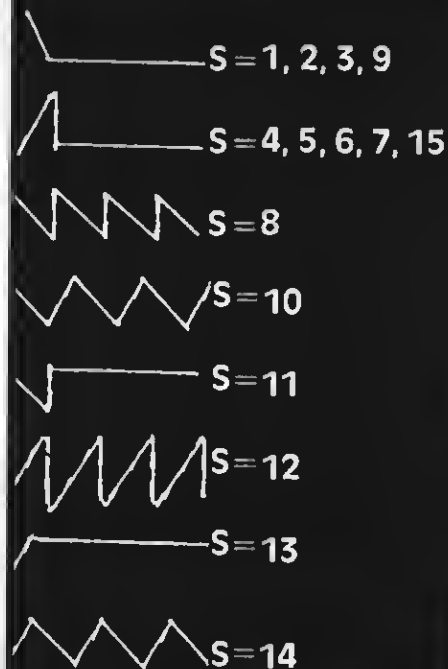 S=1, 2, 3, 9
S=4, 5, 6, 7, 15
S=8
S=10
S=11
S=12
S=13
S=14